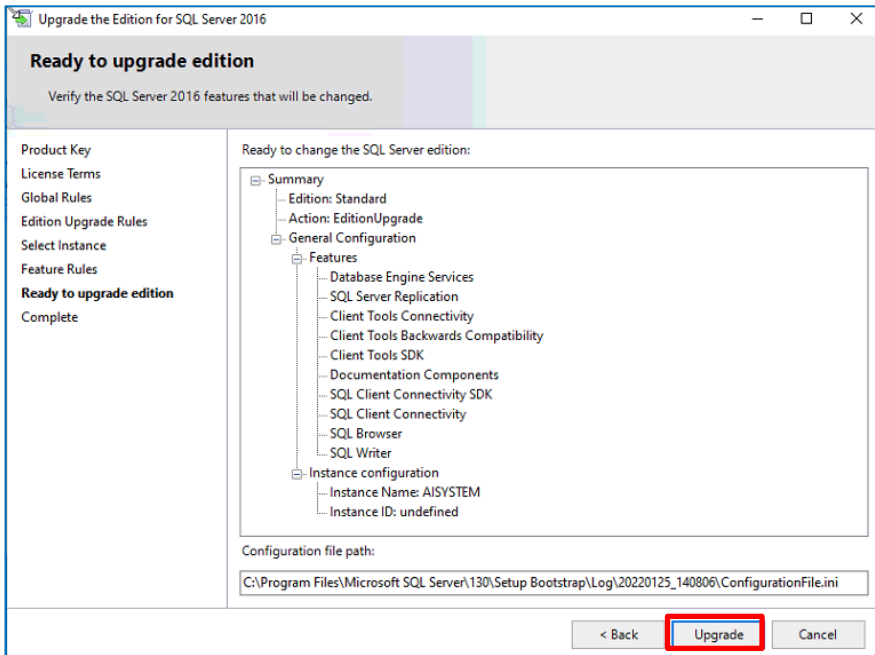 Upgrade the Edition for SQL Server 2016
Ready to upgrade edition
Verify the SQL Server 2016 features that will be changed.
Product Key
License Terms
Global Rules
Edition Upgrade Rules
Select Instance
Feature Rules
Ready to upgrade edition
Complete
Ready to change the SQL Server edition:
Summary
Edition: Standard
Action: EditionUpgrade
General Configuration
Features
Database Engine Services
SQL Server Replication
Client Tools Connectivity
Client Tools Backwards Compatibility
Client Tools SDK
Documentation Components
SQL Client Connectivity SDK
SQL Client Connectivity
SQL Browser
SQL Writer
Instance configuration
Instance Name: AISYSTEM
Instance ID: undefined
Configuration file path:
C:\Program Files\Microsoft SQL Server\130\Setup Bootstrap\Log\20220125_140806\ConfigurationFile.ini
< Back Upgrade Cancel